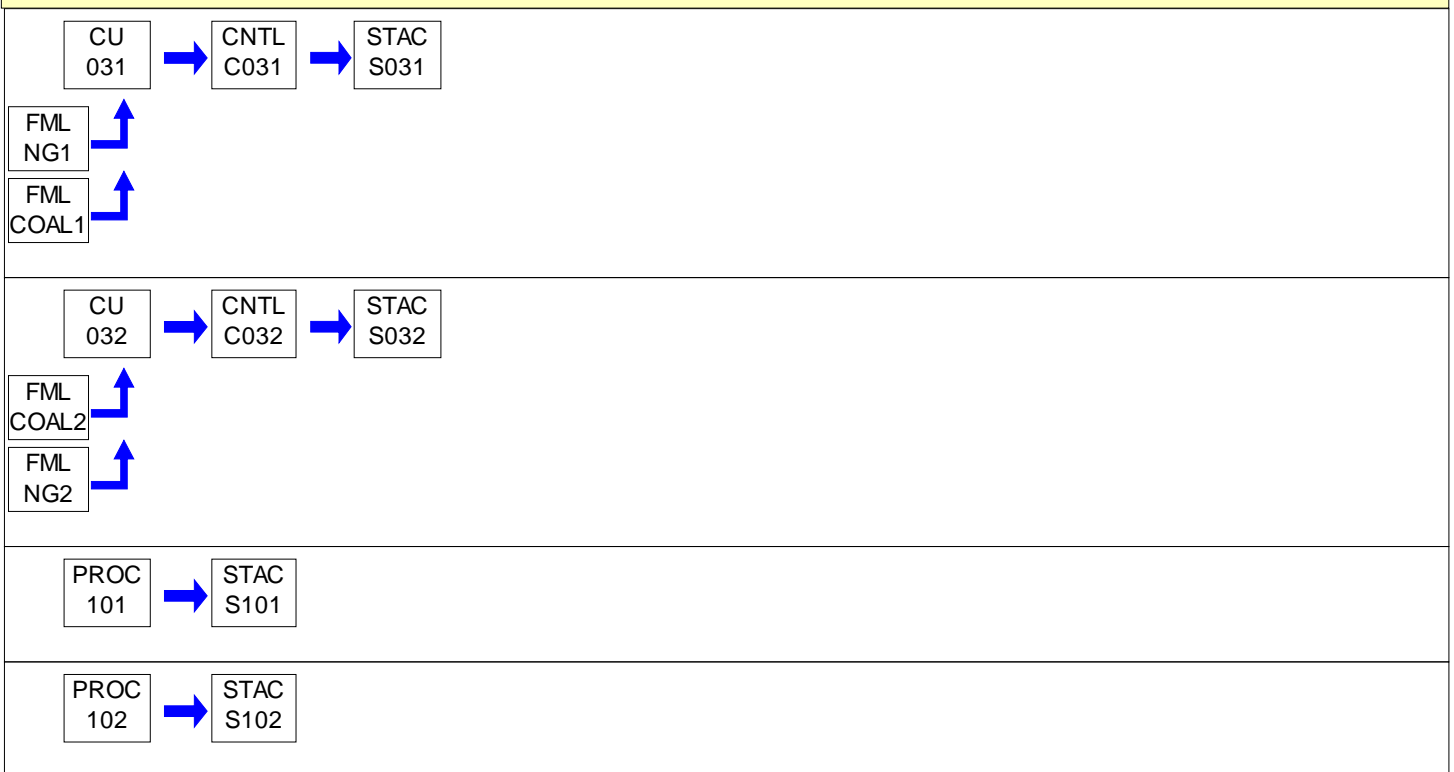 CU
031
CNTL
C031
STAC
S031
FML
NG1
FML
COAL1
CU
032
CNTL
C032
STAC
S032
FML
COAL2
FML
NG2
PROC
101
STAC
S101
PROC
102
STAC
S102